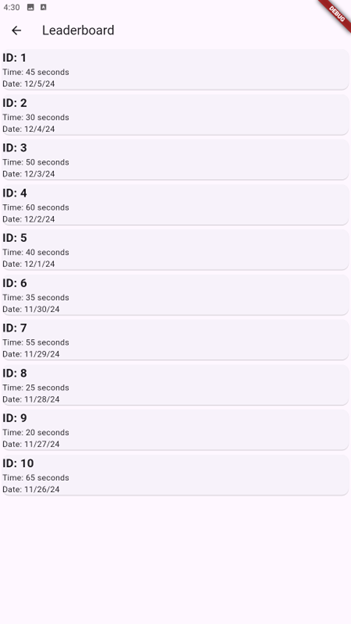 4:30
DEBUG
Leaderboard
ID: 1
Time: 45 seconds
Date: 12/5/24
ID: 2
Time: 30 seconds
Date: 12/4/24
ID: 3
Time: 50 seconds
Date: 12/3/24
ID: 4
Time: 60 seconds
Date: 12/2/24
ID: 5
Time: 40 seconds
Date: 12/1/24
ID: 6
Time: 35 seconds
Date: 11/30/24
ID: 7
Time: 55 seconds
Date: 11/29/24
ID: 8
Time: 25 seconds
Date: 11/28/24
ID: 9
Time: 20 seconds
Date: 11/27/24
ID: 10
Time: 65 seconds
Date: 11/26/24